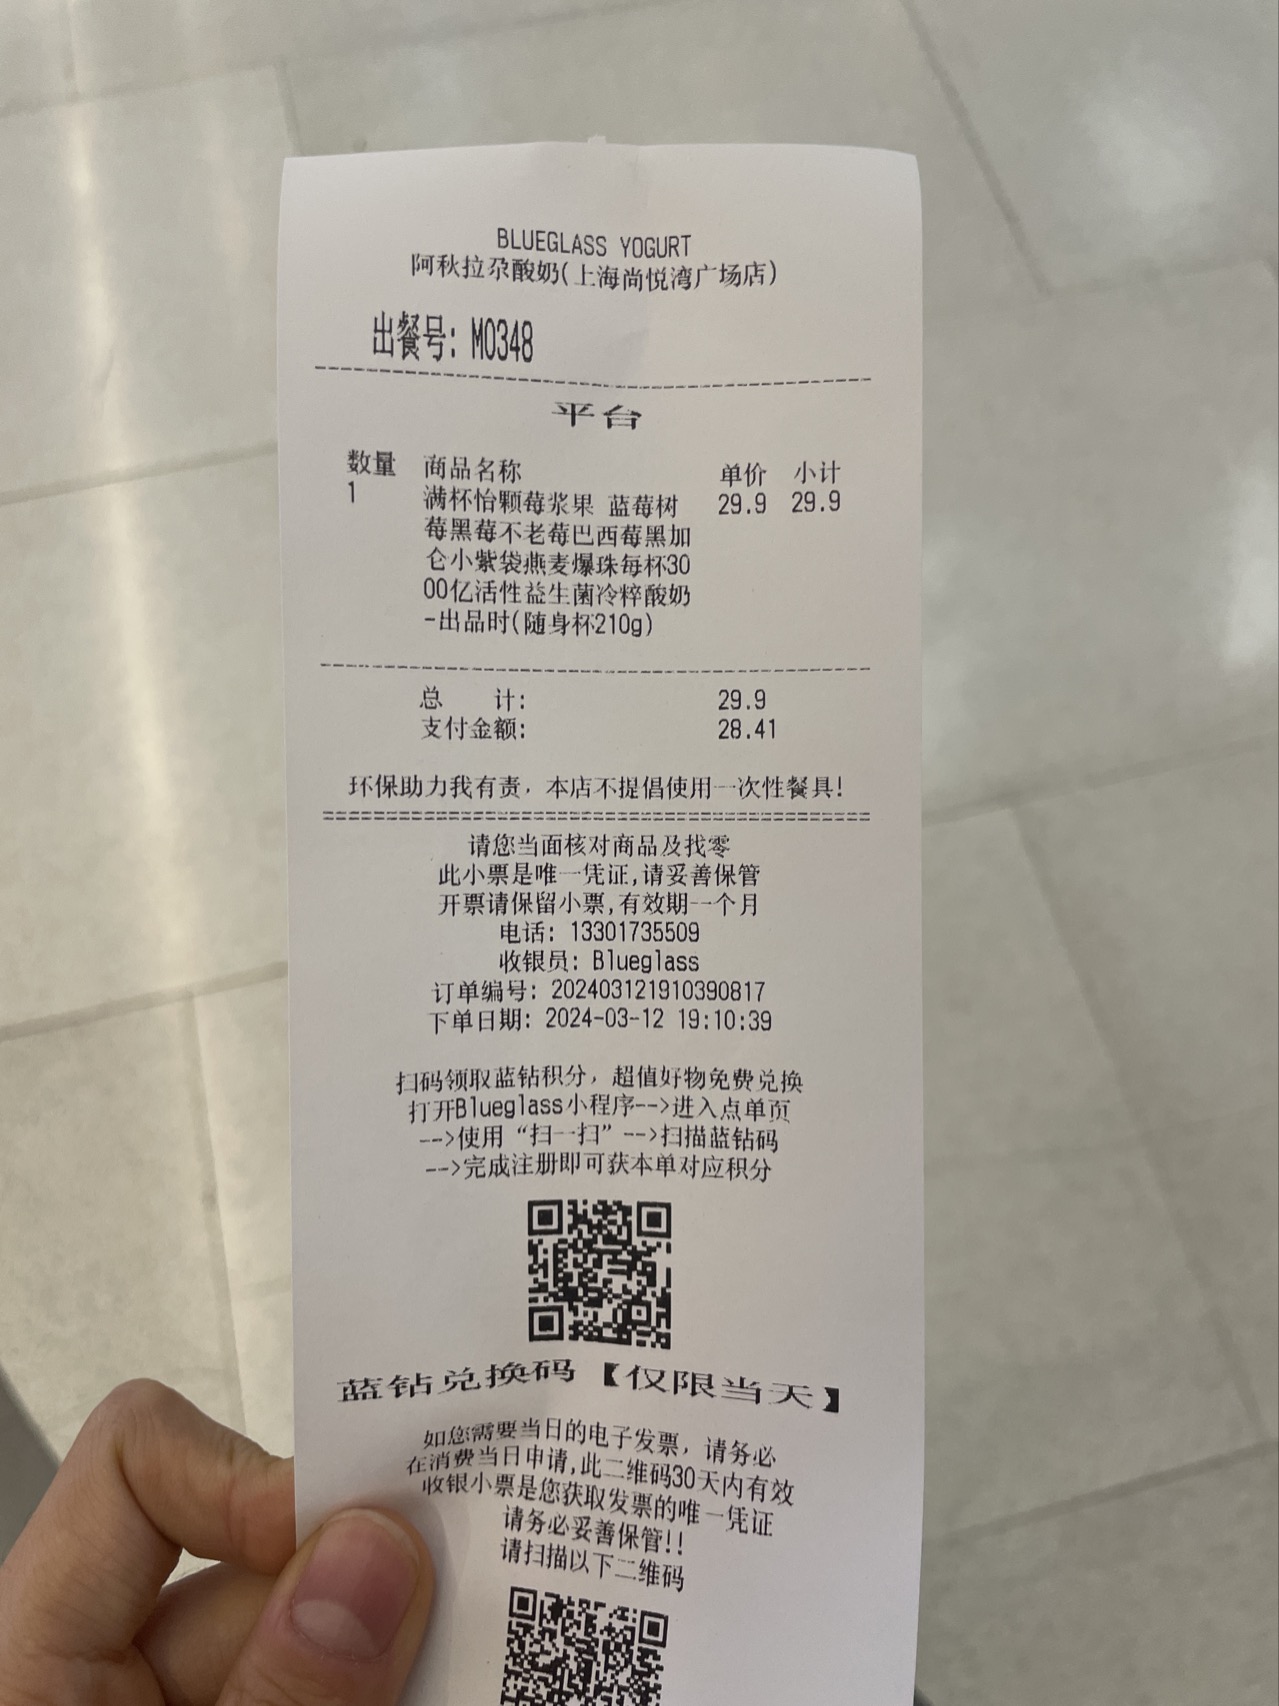 BLUEGLASS YOGURT
阿秋拉尕酸奶(上海尚悦湾广场店)
出餐号: M0348
平台
数量 商品名称 单价 小计
1 满杯怡颗莓浆果 蓝莓树 29.9 29.9
莓黑莓不老莓巴西莓黑加
仑小紫袋燕麦爆珠每杯30
00亿活性益生菌冷粹酸奶
-出品时(随身杯210g)
总 计: 29.9
支付金额: 28.41
环保助力我有责，本店不提倡使用一次性餐具!
请您当面核对商品及找零
此小票是唯一凭证,请妥善保管
开票请保留小票,有效期一个月
电话: 13301735509
收银员: Blueglass
订单编号: 202403121910390817
下单日期: 2024-03-12 19:10:39
扫码领取蓝钻积分，超值好物免费兑换
打开Blueglass小程序-->进入点单页
-->使用“扫一扫”-->扫描蓝钻码
-->完成注册即可获本单对应积分
蓝钻兑换码【仅限当天】
如您需要当日的电子发票，请务必
在消费当日申请,此二维码30天内有效
收银小票是您获取发票的唯一凭证
请务必妥善保管!!
请扫描以下二维码